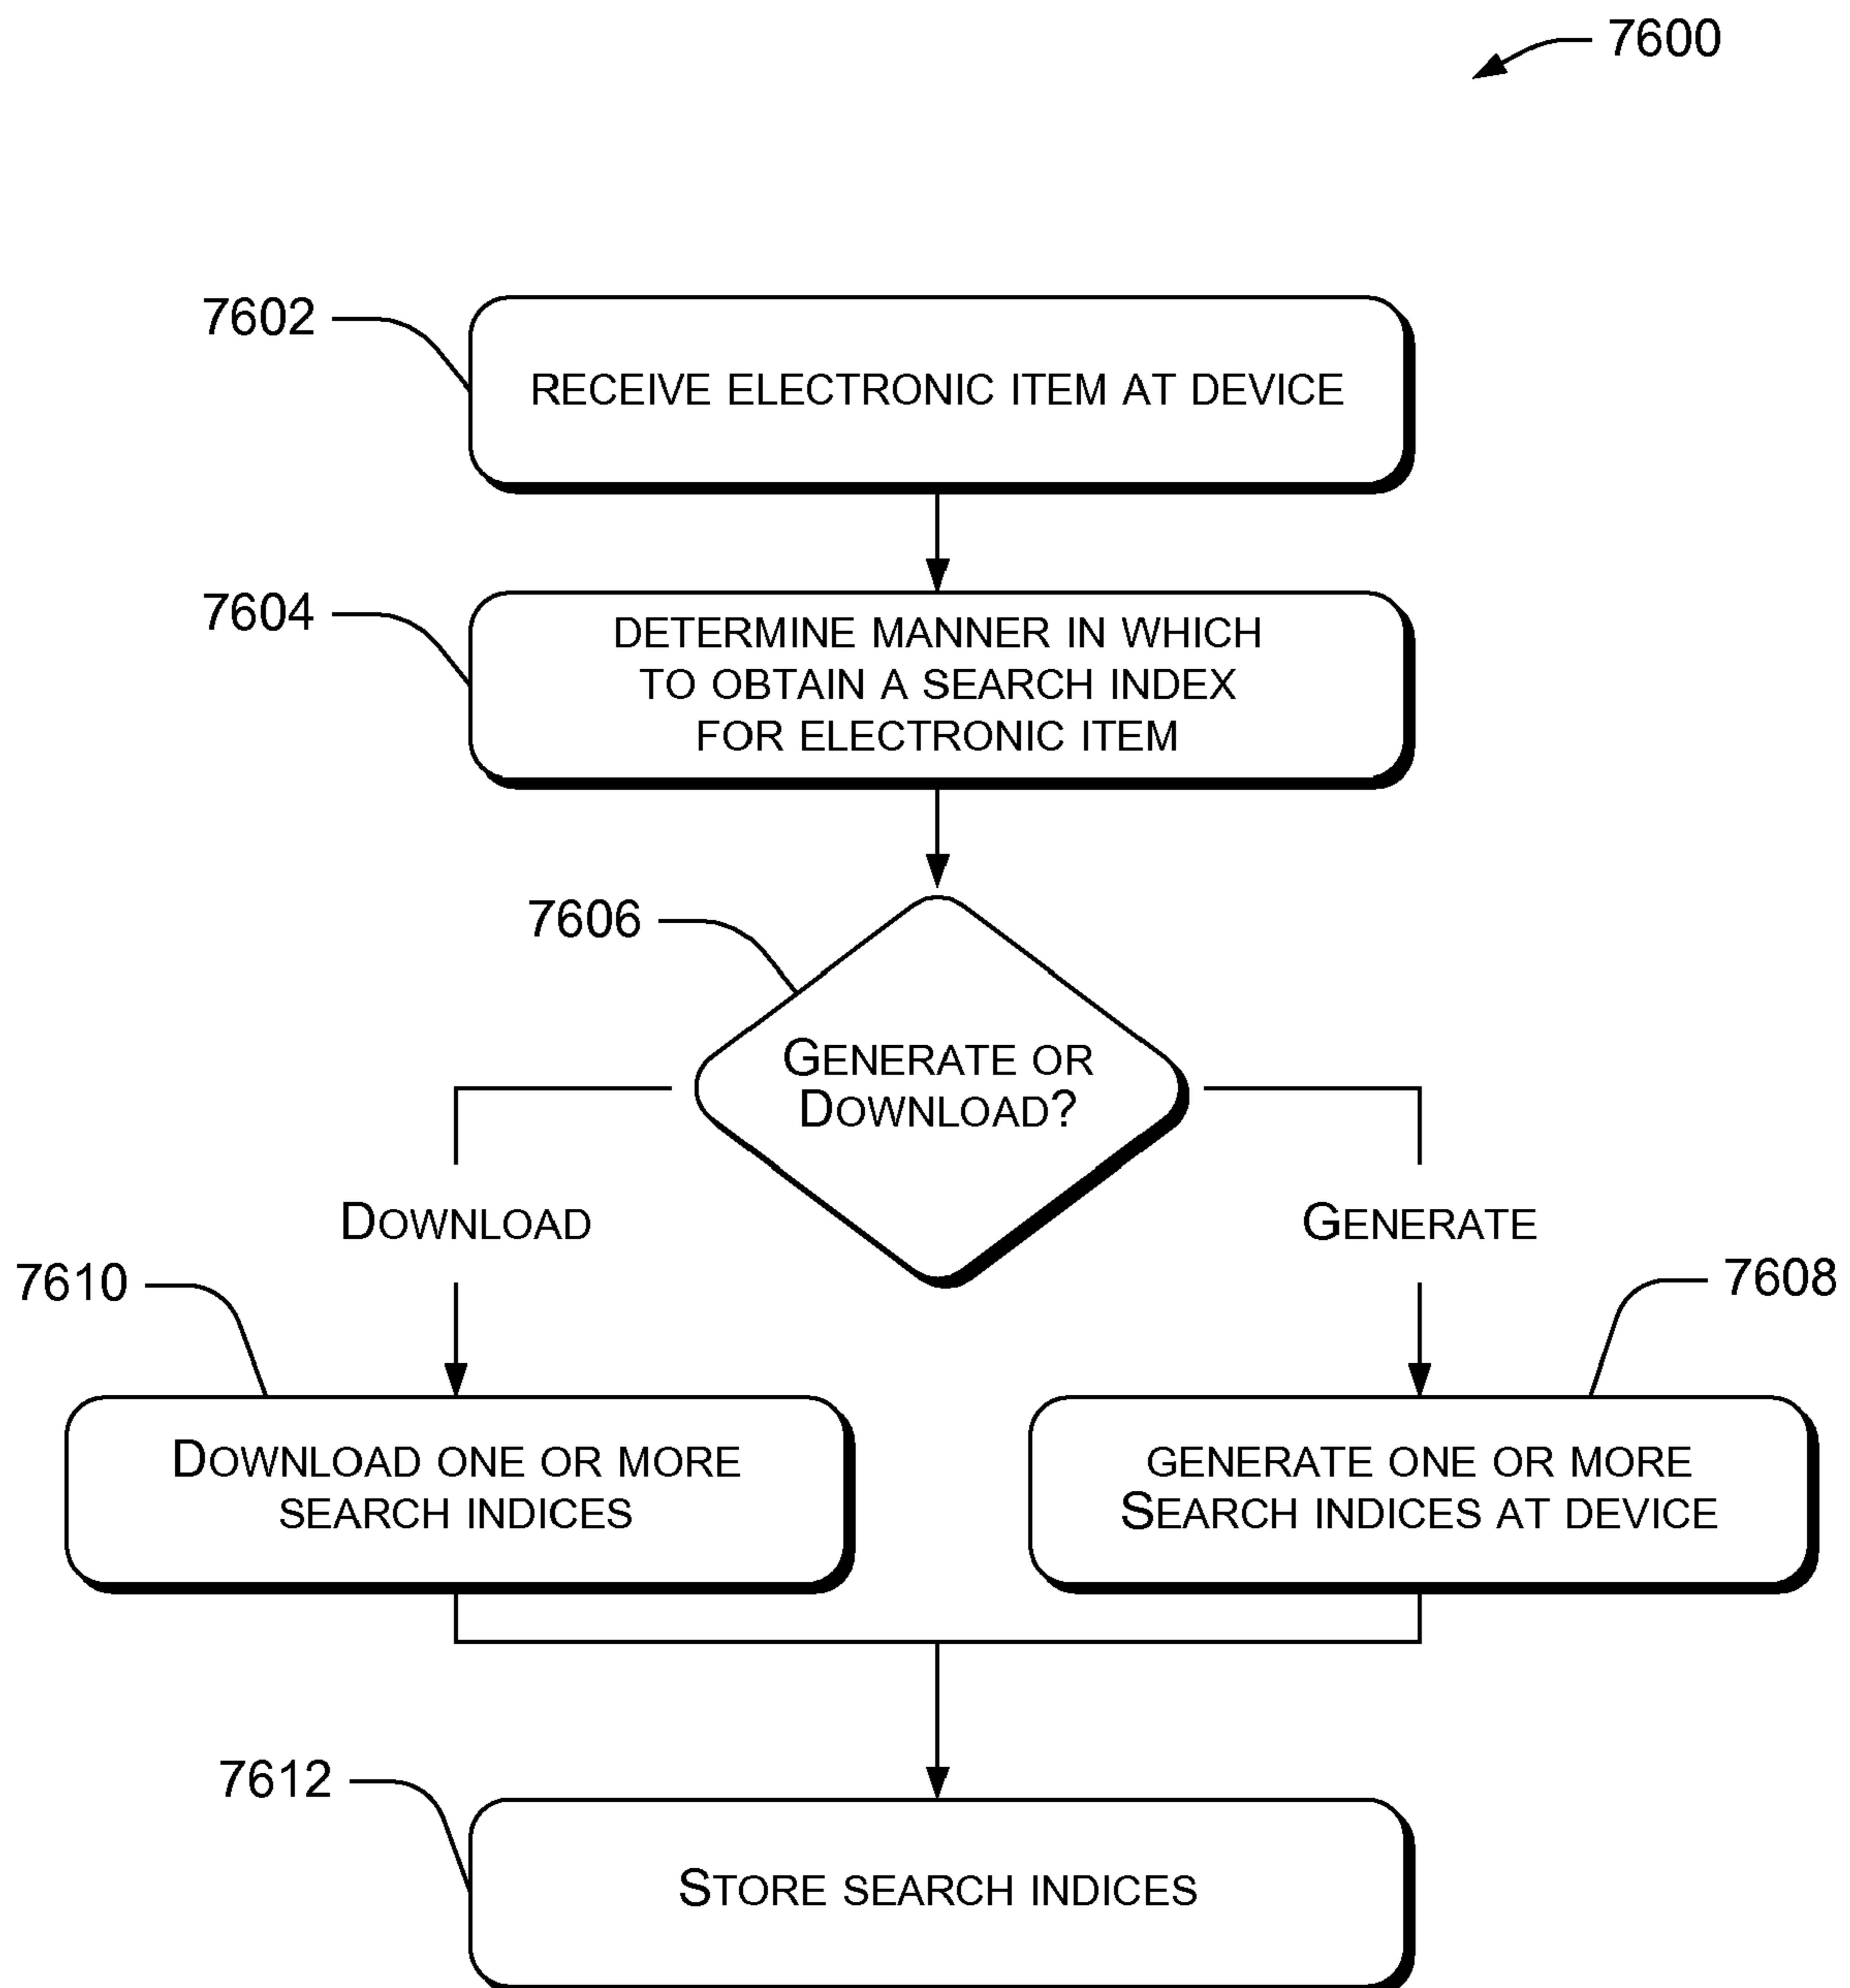 7600
7602
RECEIVE ELECTRONIC ITEM AT DEVICE
7604
DETERMINE MANNER IN WHICH
TO OBTAIN A SEARCH INDEX
FOR ELECTRONIC ITEM
7606
GENERATE OR
DOWNLOAD?
DOWNLOAD
GENERATE
7610
7608
DOWNLOAD ONE OR MORE
SEARCH INDICES
GENERATE ONE OR MORE
SEARCH INDICES AT DEVICE
7612
STORE SEARCH INDICES